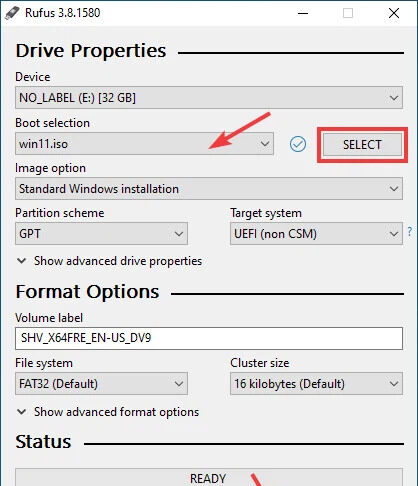 Rufus 3.8.1580
Drive Properties
Device
NO_LABEL (E:) [32 GB]
Boot selection
win11.iso
SELECT
Image option
Standard Windows installation
Partition scheme
Target system
GPT
UEFI (non CSM)
?
Show advanced drive properties
Format Options
Volume label
SHV_X64FRE_EN-US_DV9
File system
Cluster size
FAT32 (Default)
16 kilobytes (Default)
Show advanced format options
Status
READY